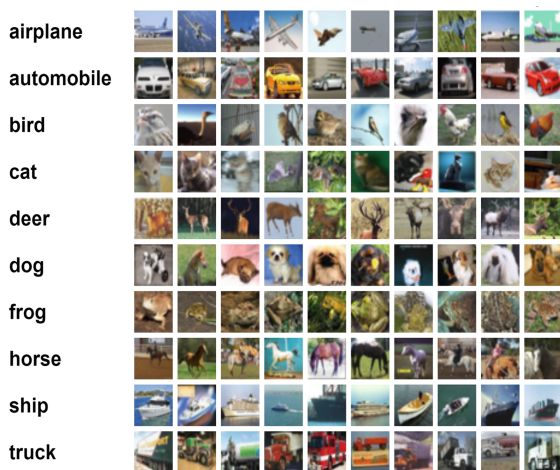 airplane
automobile
bird
cat
deer
dog
frog
horse
ship
truck